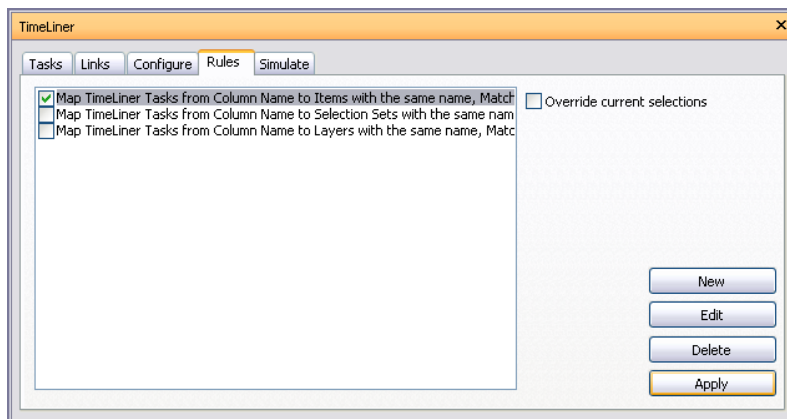 TimeLiner
Tasks Links Configure Rules Simulate
Map TimeLiner Tasks from Column Name to Items with the same name, Match
Map TimeLiner Tasks from Column Name to Selection Sets with the same nam
Map TimeLiner Tasks from Column Name to Layers with the same name, Matc
Override current selections
New
Edit
Delete
Apply